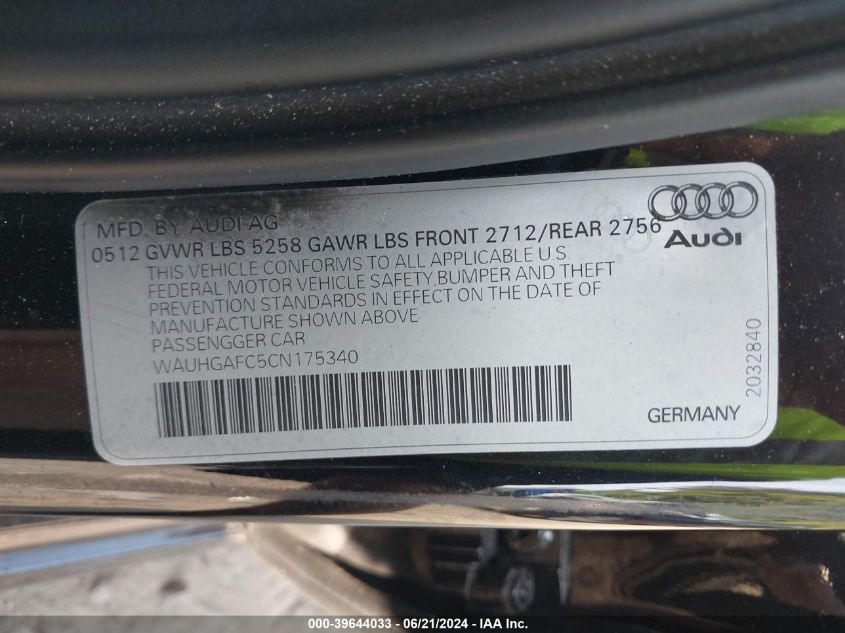 MFD. BY AUDI AG
0512 GVWR LBS 5258 GAWR LBS FRONT 2712/REAR 2756
THIS VEHICLE CONFORMS TO ALL APPLICABLE U.S
FEDERAL MOTOR VEHICLE SAFETY,BUMPER AND THEFT
PREVENTION STANDARDS IN EFFECT ON THE DATE OF
MANUFACTURE SHOWN ABOVE
PASSENGGER CAR
WAUHGAFC5CN175340
Audi
2032840
GERMANY
000-39644033 - 06/21/2024 - IAA Inc.